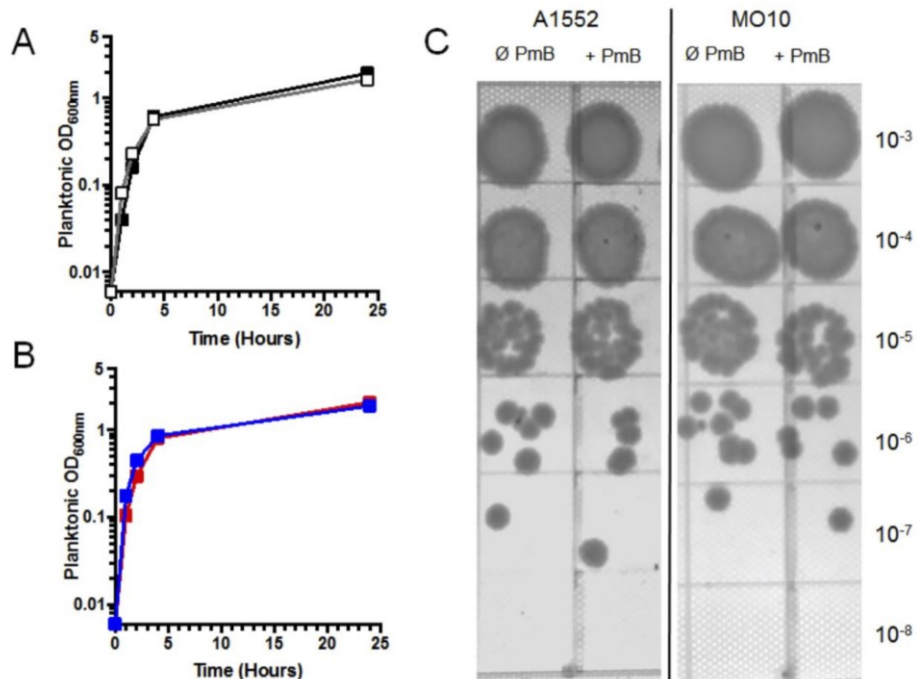 A
Planktonic OD600nm
5
1
0.1
0.01
0 5 10 15 20 25
Time (Hours)
B
Planktonic OD600nm
5
1
0.1
0.01
0 5 10 15 20 25
Time (Hours)
C
A1552 MO10
Ø PmB + PmB Ø PmB + PmB
10-3
10-4
10-5
10-6
10-7
10-8